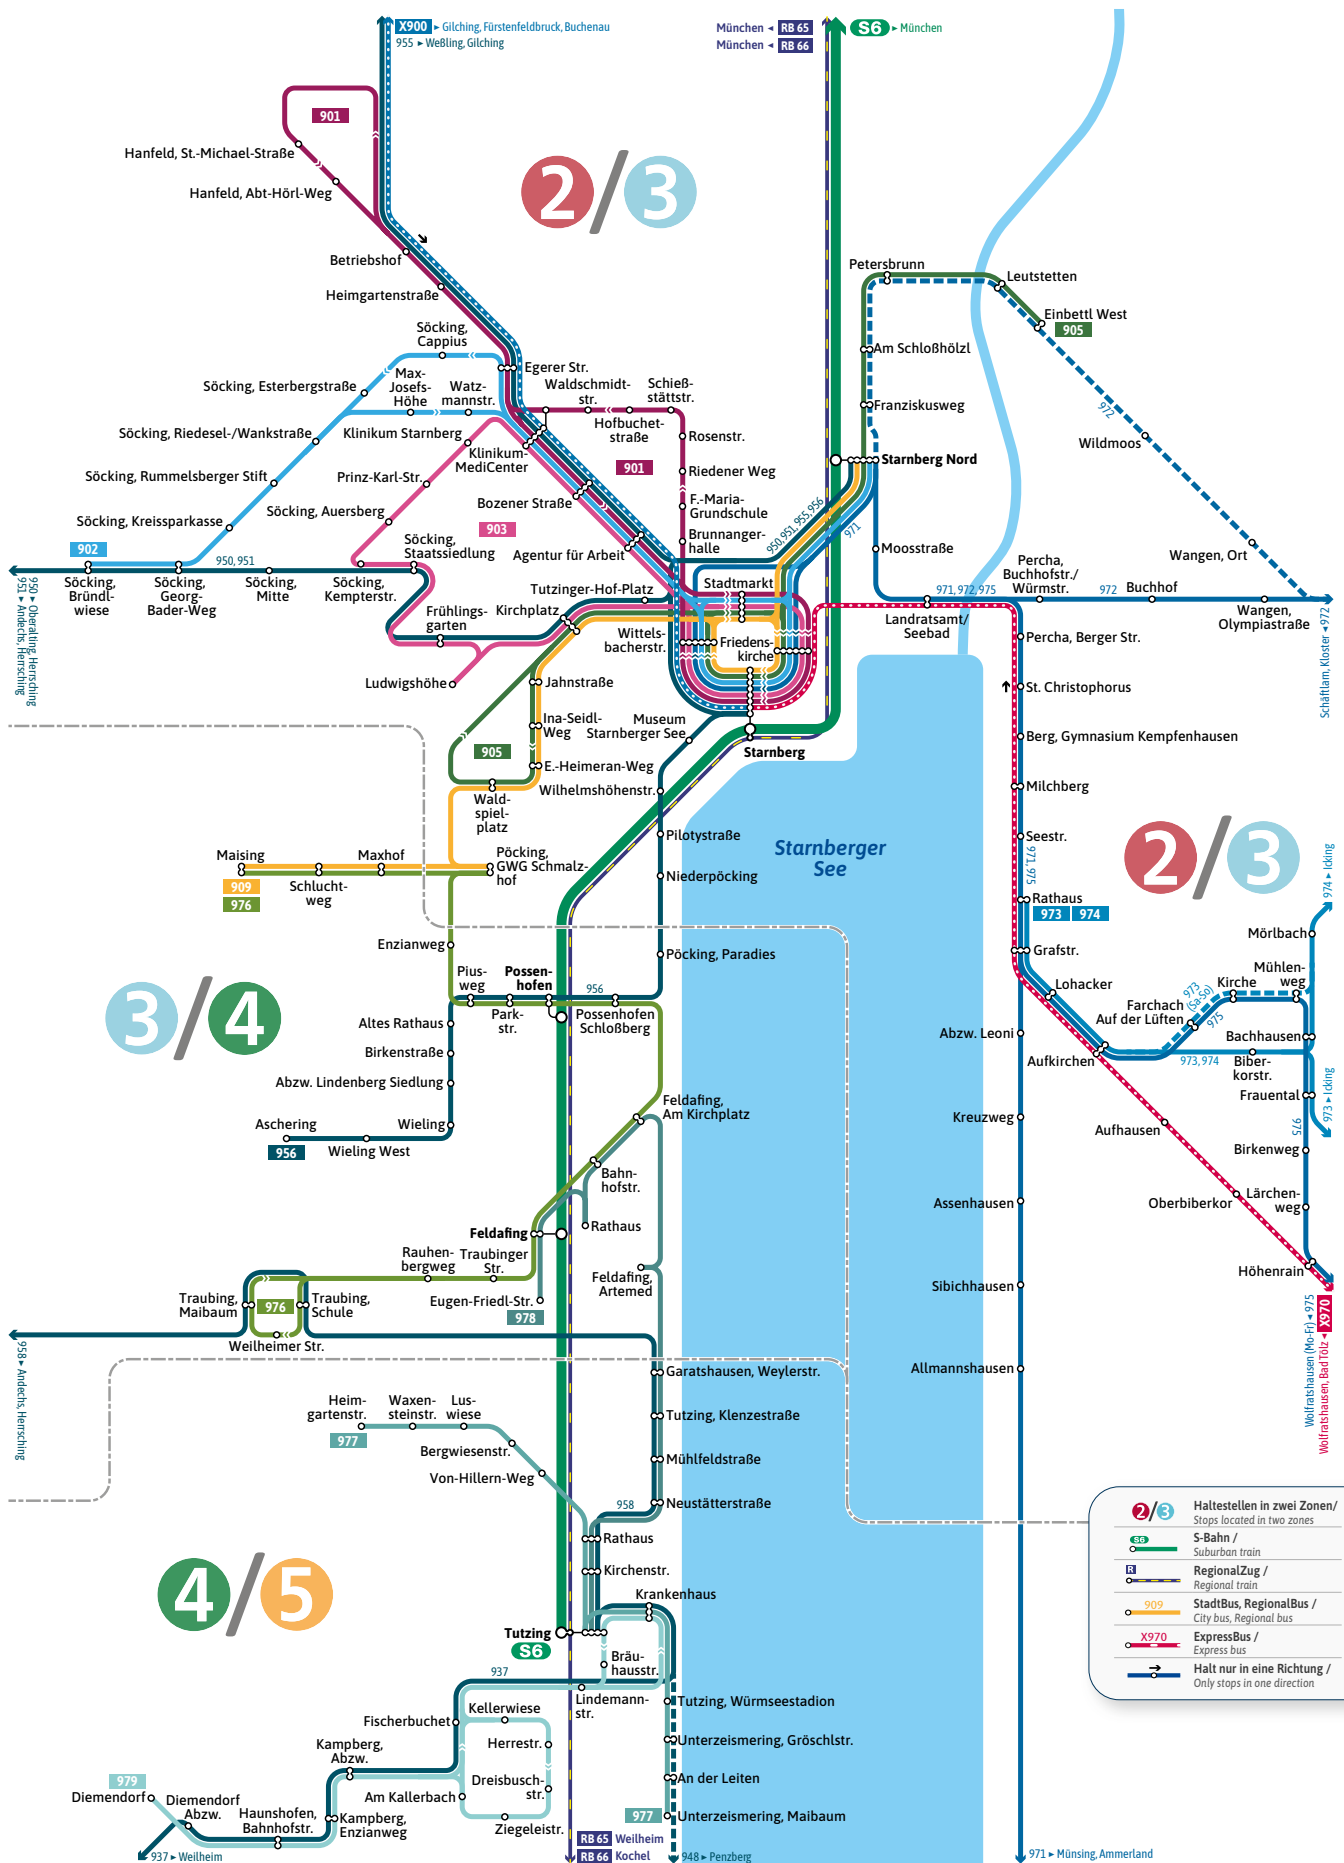 X900 ▸ Gilching, Fürstenfeldbruck, Buchenau
955 ▸ Weßling, Gilching
München ◂ RB 65
München ◂ RB 66
S6 ▸ München
901
Hanfeld, St.-Michael-Straße
Hanfeld, Abt-Hörl-Weg
2/3
Betriebshof
Heimgartenstraße
Petersbrunn
Leutstetten
Einbettl West
905
Am Schloßhölzl
Franziskusweg
972
Wildmoos
Starnberg Nord
Söcking,
Cappius
Egerer Str.
Söcking, Esterbergstraße
Max-
Josefs-
Höhe
Watz-
mannstr.
Waldschmidt-
str.
Schieß-
stättstr.
Hofbuchet-
straße
Söcking, Riedesel-/Wankstraße
Klinikum Starnberg
Klinikum-
MediCenter
Rosenstr.
901
Riedener Weg
Söcking, Rummelsberger Stift
Prinz-Karl-Str.
Bozener Straße
F.-Maria-
Grundschule
Söcking, Kreissparkasse
Söcking, Auersberg
903
Agentur für Arbeit
Brunnanger-
halle
950,951,955,956
971
Moosstraße
Wangen, Ort
902
950,951
Söcking,
Staatssiedlung
Söcking,
Bründl-
wiese
Söcking,
Georg-
Bader-Weg
Söcking,
Mitte
Söcking,
Kempterstr.
950 ▸ Oberalting, Herrsching
951 ▸ Andechs, Herrsching
Tutzinger-Hof-Platz
Stadtmarkt
Frühlings-
garten
Kirchplatz
Wittels-
bacherstr.
Friedens-
kirche
971, 972, 975
Landratsamt/
Seebad
Percha,
Buchhofstr./
Würmstr.
972
Buchhof
Wangen,
Olympiastraße
Schäftlarn, Kloster ◂ 972
Percha, Berger Str.
Ludwigshöhe
Jahnstraße
St. Christophorus
Ina-Seidl-
Weg
Museum
Starnberger See
Starnberg
Berg, Gymnasium Kempfenhausen
905
E.-Heimeran-Weg
Wilhelmshöhenstr.
Milchberg
Wald-
spiel-
platz
Pilotystraße
Starnberger
See
Seestr.
971, 975
2/3
Maising
909
976
Schlucht-
weg
Maxhof
Pöcking,
GWG Schmalz-
hof
Niederpöcking
Rathaus
973 974
974 ▸ Icking
Enzianweg
Grafstr.
Mörlbach
Pöcking, Paradies
3/4
Pius-
weg
Possen-
hofen
956
Park-
str.
Possenhofen
Schloßberg
Lohacker
Farchach
Auf der Lüften
973
(Sa-So)
975
Kirche
Mühlen-
weg
Altes Rathaus
Abzw. Leoni
Aufkirchen
Bachhausen
Birkenstraße
973, 974
Biber-
korstr.
Abzw. Lindenberg Siedlung
Frauental
973 ▸ Icking
Feldafing,
Am Kirchplatz
Aschering
956
Wieling West
Wieling
Kreuzweg
Aufhausen
975
Birkenweg
Bahn-
hofstr.
Assenhausen
Oberbiberkor
Lärchen-
weg
Rathaus
Feldafing
Rauhen-
bergweg
Traubinger
Str.
Höhenrain
Feldafing,
Artemed
Sibichhausen
Traubing,
Maibaum
976
Traubing,
Schule
Weilheimer Str.
Eugen-Friedl-Str.
978
Wolfratshausen (Mo-Fr) ◂ 975
Wolfratshausen, Bad Tölz ◂ X970
958 ▸ Andechs, Herrsching
Garatshausen, Weylerstr.
Allmannshausen
Heim-
gartenstr.
977
Waxen-
steinstr.
Lus-
wiese
Tutzing, Klenzestraße
Bergwiesenstr.
Mühlfeldstraße
Von-Hillern-Weg
958
Neustätterstraße
Rathaus
Kirchenstr.
4/5
Krankenhaus
Tutzing
S6
Bräu-
hausstr.
937
Lindemann-
str.
Tutzing, Würmseestadion
Fischerbuchet
Kellerwiese
Herrestr.
Unterzeismering, Gröschlstr.
Kampberg,
Abzw.
Am Kallerbach
Dreisbusch-
str.
An der Leiten
979
Diemendorf
Diemendorf
Abzw.
Haunshofen,
Bahnhofstr.
Kampberg,
Enzianweg
Ziegeleistr.
977
Unterzeismering, Maibaum
937 ▸ Weilheim
RB 65 Weilheim
RB 66 Kochel
948 ▸ Penzberg
971 ▸ Münsing, Ammerland
2/3 Haltestellen in zwei Zonen/
Stops located in two zones
S6 S-Bahn /
Suburban train
R RegionalZug /
Regional train
909 StadtBus, RegionalBus /
City bus, Regional bus
X970 ExpressBus /
Express bus
Halt nur in eine Richtung /
Only stops in one direction